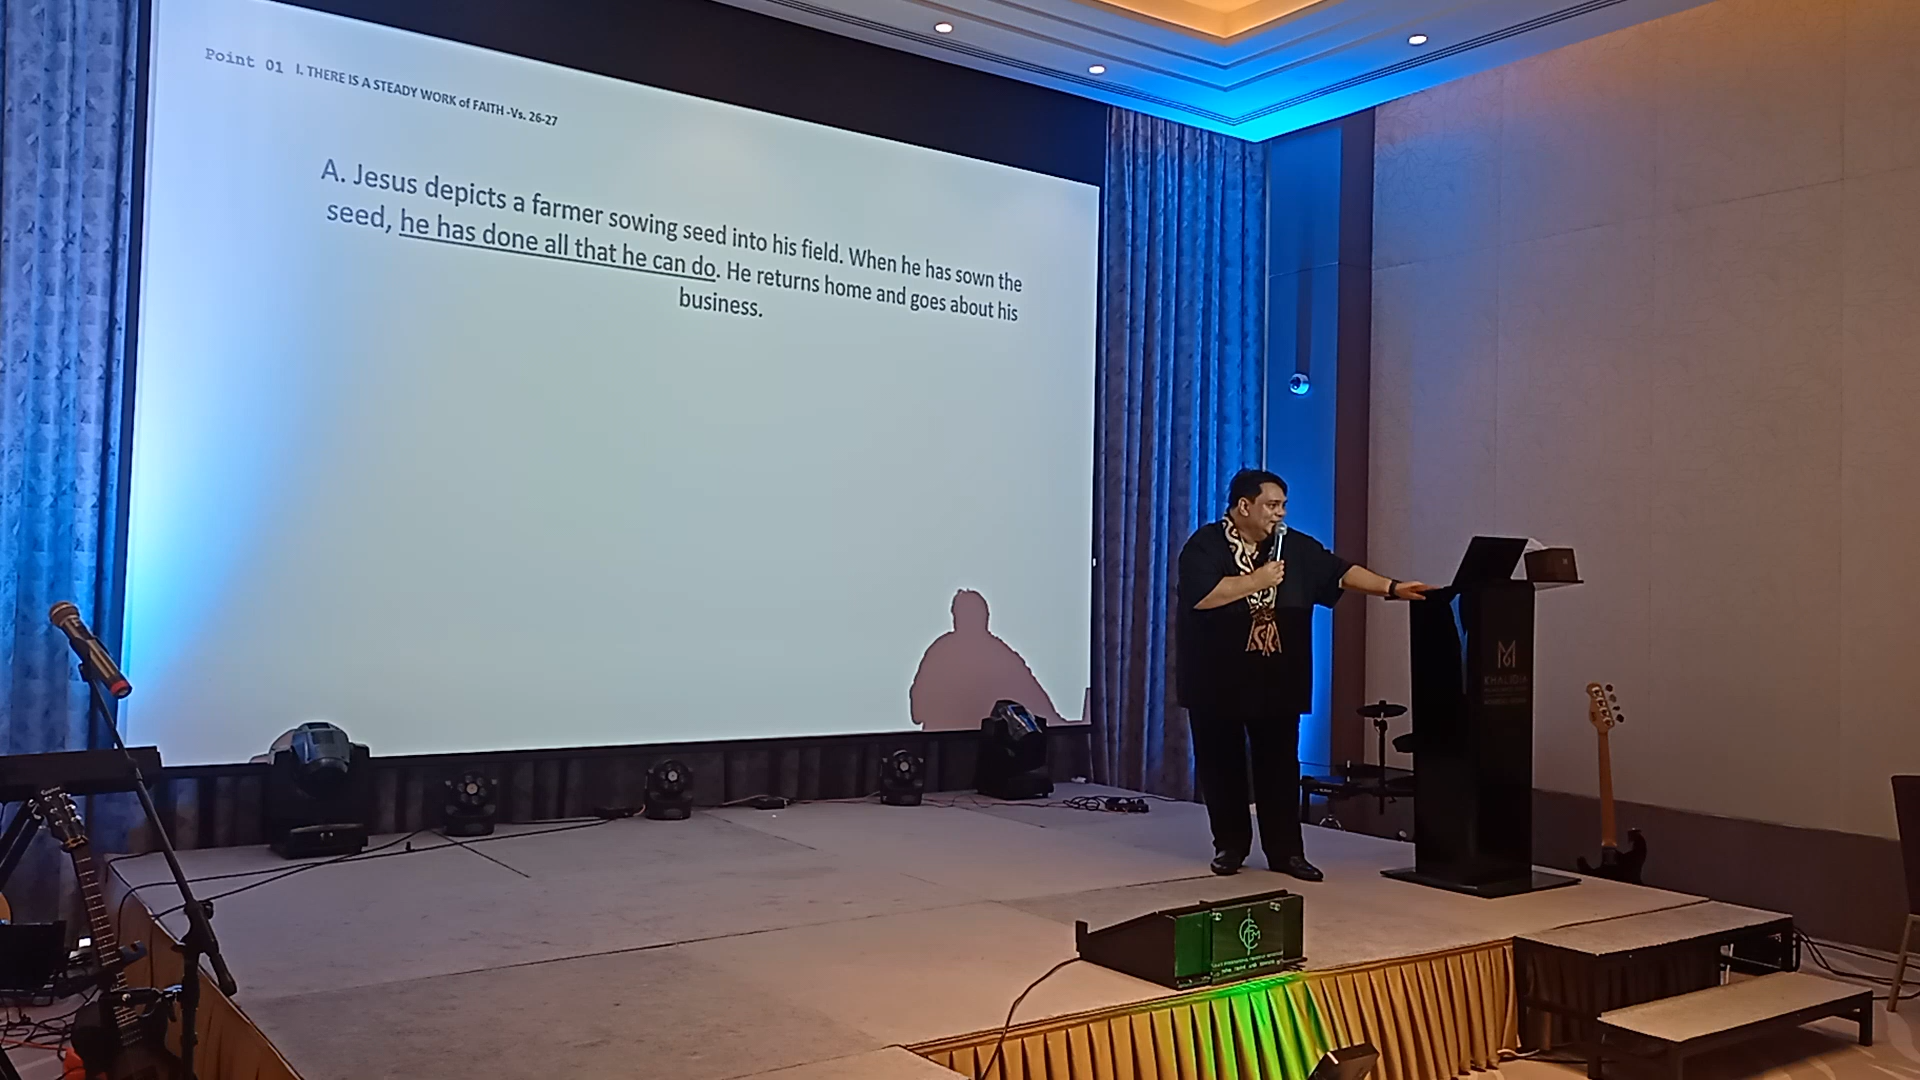 Point 01 I. THERE IS A STEADY WORK of FAITH -Vs. 26-27
A. Jesus depicts a farmer sowing seed into his field. When he has sown the
seed, he has done all that he can do. He returns home and goes about his
business.
M
KHALIDIA